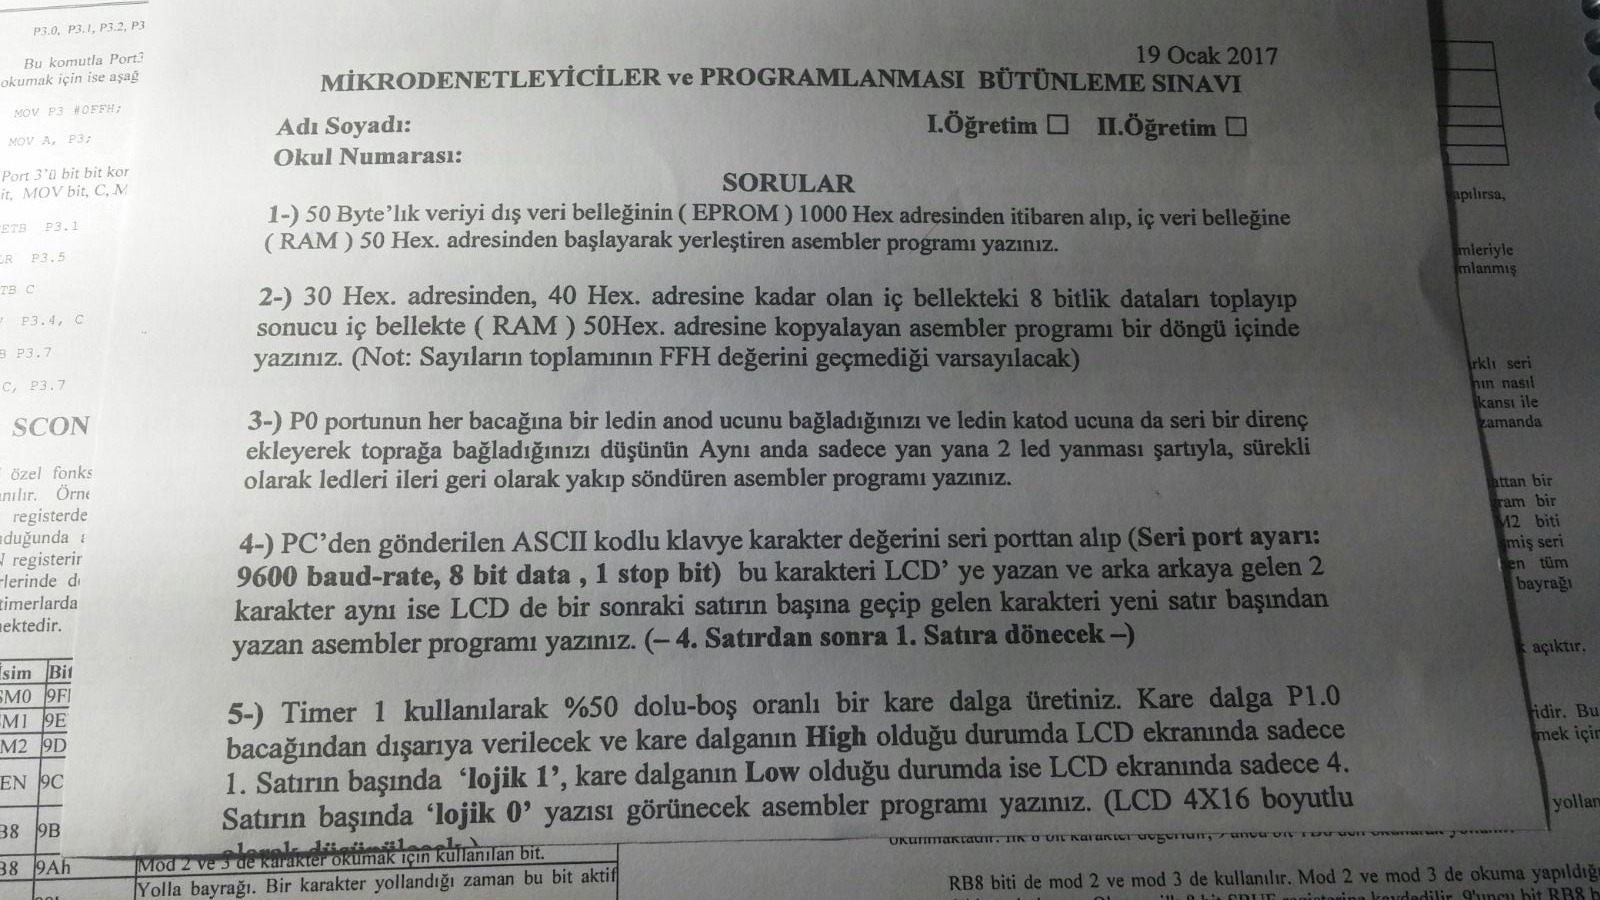 19 Ocak 2017
MİKRODENETLEYİCİLER ve PROGRAMLANMASI BÜTÜNLEME SINAVI
Adı Soyadı:
I.Öğretim ☐ II.Öğretim ☐
Okul Numarası:
SORULAR
1-) 50 Byte'lık veriyi dış veri belleğinin ( EPROM ) 1000 Hex adresinden itibaren alıp, iç veri belleğine
( RAM ) 50 Hex. adresinden başlayarak yerleştiren asembler programı yazınız.
2-) 30 Hex. adresinden, 40 Hex. adresine kadar olan iç bellekteki 8 bitlik dataları toplayıp
sonucu iç bellekte ( RAM ) 50Hex. adresine kopyalayan asembler programı bir döngü içinde
yazınız. (Not: Sayıların toplamının FFH değerini geçmediği varsayılacak)
3-) P0 portunun her bacağına bir ledin anod ucunu bağladığınızı ve ledin katod ucuna da seri bir direnç
ekleyerek toprağa bağladığınızı düşünün Aynı anda sadece yan yana 2 led yanması şartıyla, sürekli
olarak ledleri ileri geri olarak yakıp söndüren asembler programı yazınız.
4-) PC'den gönderilen ASCII kodlu klavye karakter değerini seri porttan alıp (Seri port ayarı:
9600 baud-rate, 8 bit data , 1 stop bit) bu karakteri LCD' ye yazan ve arka arkaya gelen 2
karakter aynı ise LCD de bir sonraki satırın başına geçip gelen karakteri yeni satır başından
yazan asembler programı yazınız. (– 4. Satırdan sonra 1. Satıra dönecek –)
5-) Timer 1 kullanılarak %50 dolu-boş oranlı bir kare dalga üretiniz. Kare dalga P1.0
bacağından dışarıya verilecek ve kare dalganın High olduğu durumda LCD ekranında sadece
1. Satırın başında 'lojik 1', kare dalganın Low olduğu durumda ise LCD ekranında sadece 4.
Satırın başında 'lojik 0' yazısı görünecek asembler programı yazınız. (LCD 4X16 boyutlu
P3.0, P3.1, P3.2, P3
Bu komutla Port3
okumak için ise aşağ
MOV P3 #0FFH;
MOV A, P3;
Port 3'ü bit bit kor
it, MOV bit, C, M
ETB P3.1
LR P3.5
TB C
P3.4, C
B P3.7
C, P3.7
SCON
özel fonks
nılır. Örne
registerde
duğunda
registerir
rlerinde
timerlarda
ektedir.
İsim Bit
SM0 9F
SM1 9E
M2 9D
EN 9C
B8 9B
B8 9Ah Mod 2 ve 3 de karakter okumak için kullanılan bit.
Yolla bayrağı. Bir karakter yollandığı zaman bu bit aktif
apılırsa,
mleriyle
mlanmış
rklı seri
nın nasıl
kansı ile
zamanda
attan bir
ram bir
M2 biti
miş seri
en tüm
bayrağı
açıktır.
idir. Bu
mek için
yollan
RB8 biti de mod 2 ve mod 3 de kullanılır. Mod 2 ve mod 3 de okuma yapıldığı